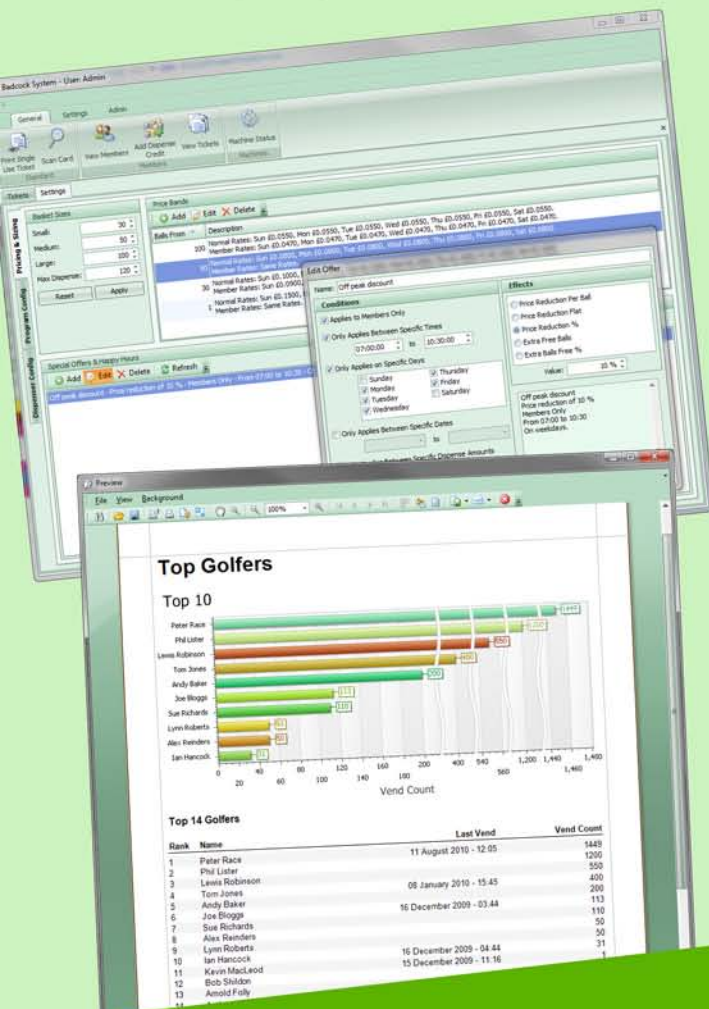 Badcock System - User: Admin
General Settings Admin
Print Single Use Ticket
Scan Card
View Members
Add Dispense Credit
View Tickets
Machine Status
Standard
Members
Machines
Tickets Settings
Pricing & Sizing
Program Config
Dispenser Config
Basket Sizes
Small: 30
Medium: 50
Large: 100
Max Dispense: 120
Reset Apply
Price Bands
Add Edit Delete
Balls From Description
100 Normal Rates: Sun £0.0550, Mon £0.0550, Tue £0.0550, Wed £0.0550, Thu £0.0550, Fri £0.0550, Sat £0.0550.
Member Rates: Sun £0.0470, Mon £0.0470, Tue £0.0470, Wed £0.0470, Thu £0.0470, Fri £0.0470, Sat £0.0470.
Member Rates: Same Rates.
30 Normal Rates: Sun £0.1000,
Member Rates: Sun £0.0900,
1 Normal Rates: Sun £0.1500,
Member Rates: Same Rates.
Special Offers & Happy Hours
Add Edit Delete Refresh
Off peak discount - Price reduction of 10 % - Members Only - From 07:00 to 10:30
Edit Offer
Name: Off peak discount
Conditions
Applies to Members Only
Only Applies Between Specific Times
07:00:00 to 10:30:00
Only Applies on Specific Days
Sunday
Monday
Tuesday
Wednesday
Thursday
Friday
Saturday
Only Applies Between Specific Dates
to
Between Specific Dispense Amounts
Effects
Price Reduction Per Ball
Price Reduction Flat
Price Reduction %
Extra Free Balls
Extra Balls Free %
Value: 10 %
Off peak discount
Price reduction of 10 %
Members Only
From 07:00 to 10:30
On weekdays.
Preview
File View Background
100%
Top Golfers
Top 10
Peter Race 1449
Phil Lister 1200
Lewis Robinson 550
Tom Jones 400
Andy Baker 200
Joe Bloggs 113
Sue Richards 110
Lynn Roberts 50
Alex Reinders 50
Ian Hancock 31
0 20 40 60 80 100 120 140 160 180 200 400 540 560 1,200 1,440 1,460 1,480
Vend Count
Top 14 Golfers
Rank Name Last Vend Vend Count
1 Peter Race 11 August 2010 - 12:05 1449
2 Phil Lister 1200
3 Lewis Robinson 550
4 Tom Jones 08 January 2010 - 15:45 400
5 Andy Baker 200
6 Joe Bloggs 16 December 2009 - 03:44 113
7 Sue Richards 110
8 Alex Reinders 50
9 Lynn Roberts 50
10 Ian Hancock 16 December 2009 - 04:44 31
11 Kevin MacLeod 15 December 2009 - 11:16 1
12 Bob Shildon
13 Arnold Folly